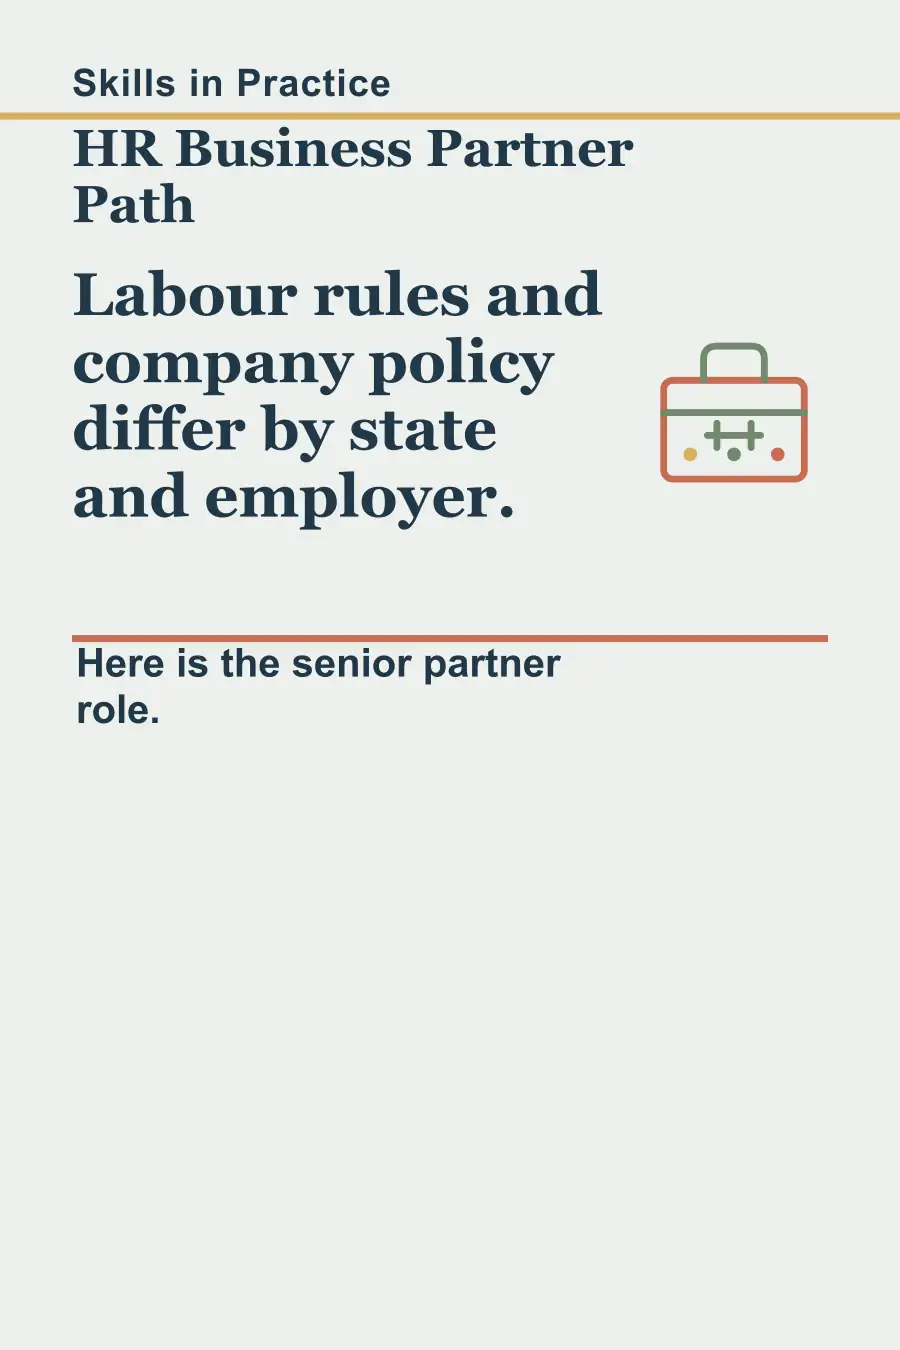 Skills in Practice
HR Business Partner
Path
Labour rules and
company policy
differ by state
and employer.
Here is the senior partner
role.